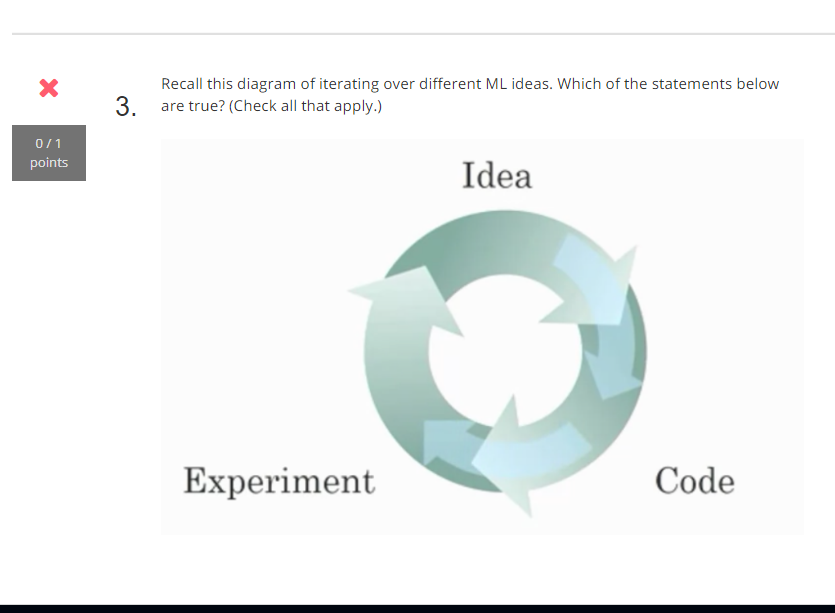 3.
Recall this diagram of iterating over different ML ideas. Which of the statements below
are true? (Check all that apply.)
0 / 1
points
Idea
Experiment
Code